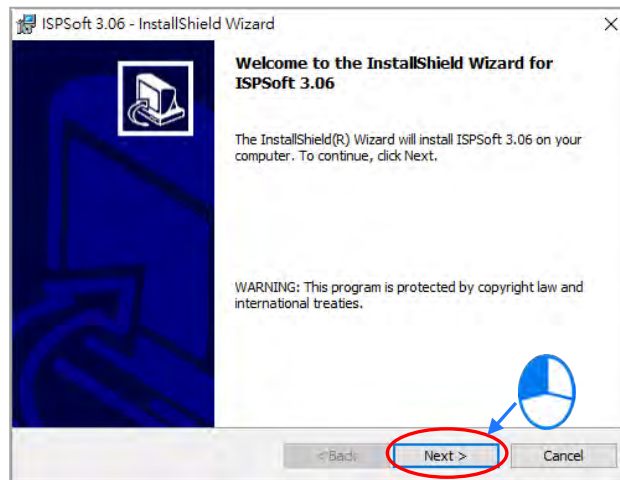 ISPSoft 3.06 - InstallShield Wizard
Welcome to the InstallShield Wizard for
ISPSoft 3.06
The InstallShield(R) Wizard will install ISPSoft 3.06 on your
computer. To continue, click Next.
WARNING: This program is protected by copyright law and
international treaties.
< Back Next > Cancel